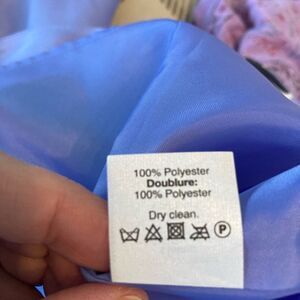 100% Polyester
Doublure:
100% Polyester
Dry clean.
P